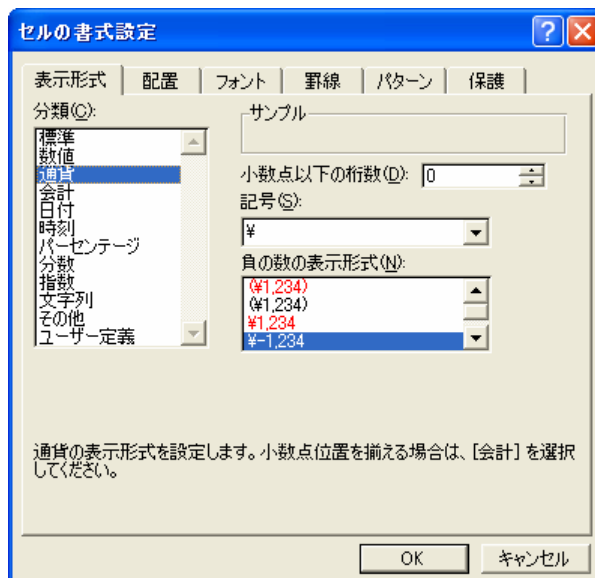 セルの書式設定
表示形式 配置 フォント 罫線 パターン 保護
分類(C):
標準
数値
通貨
会計
日付
時刻
パーセンテージ
分数
指数
文字列
その他
ユーザー定義
サンプル
小数点以下の桁数(D): 0
記号(S):
¥
負の数の表示形式(N):
(¥1,234)
(¥1,234)
¥1,234
¥-1,234
通貨の表示形式を設定します。小数点位置を揃える場合は、[会計] を選択
してください。
OK キャンセル